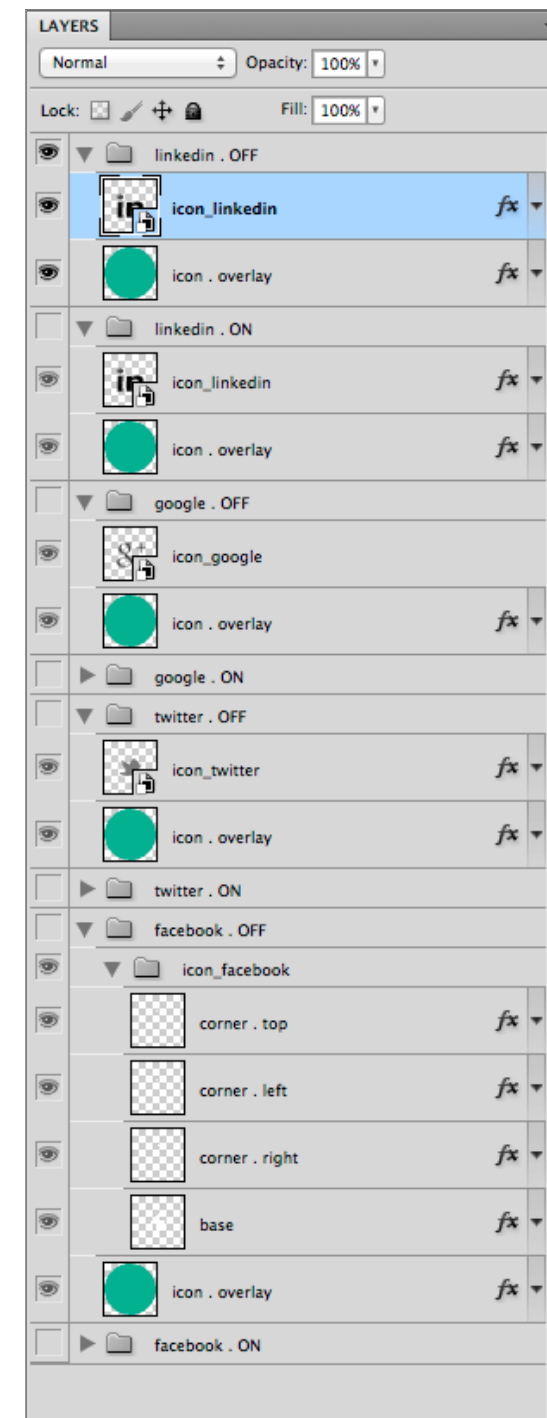 LAYERS
Normal Opacity: 100%
Lock: Fill: 100%
linkedin . OFF
in icon_linkedin fx
icon . overlay fx
linkedin . ON
in icon_linkedin fx
icon . overlay fx
google . OFF
g+ icon_google
icon . overlay fx
google . ON
twitter . OFF
icon_twitter fx
icon . overlay fx
twitter . ON
facebook . OFF
icon_facebook
corner . top fx
corner . left fx
corner . right fx
base fx
icon . overlay fx
facebook . ON